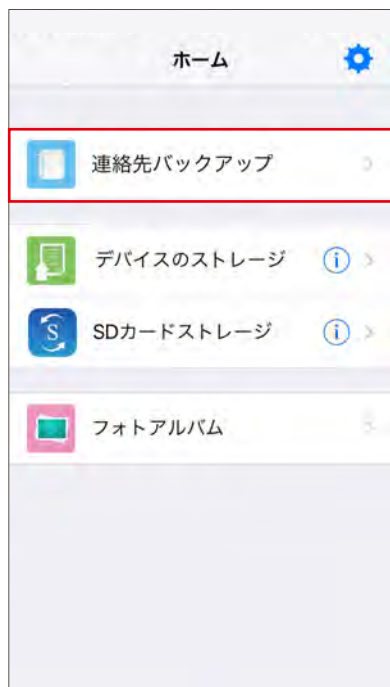 ホーム
連絡先バックアップ
デバイスのストレージ
SDカードストレージ
フォトアルバム